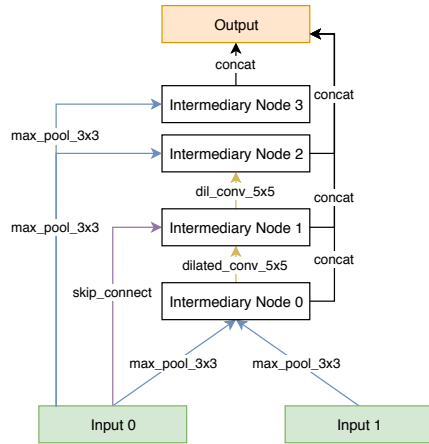 Output
concat
concat
Intermediary Node 3
max_pool_3x3
Intermediary Node 2
dil_conv_5x5
concat
max_pool_3x3
Intermediary Node 1
concat
dilated_conv_5x5
skip_connect
Intermediary Node 0
max_pool_3x3
max_pool_3x3
Input 0
Input 1